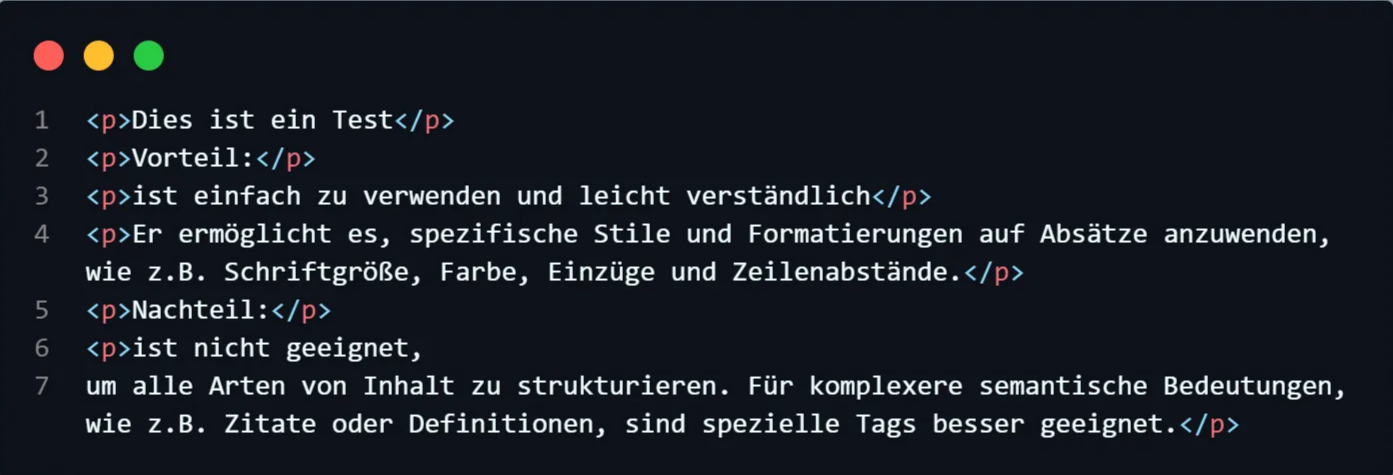 1 <p>Dies ist ein Test</p>
2 <p>Vorteil:</p>
3 <p>ist einfach zu verwenden und leicht verständlich</p>
4 <p>Er ermöglicht es, spezifische Stile und Formatierungen auf Absätze anzuwenden,
wie z.B. Schriftgröße, Farbe, Einzüge und Zeilenabstände.</p>
5 <p>Nachteil:</p>
6 <p>ist nicht geeignet,
7 um alle Arten von Inhalt zu strukturieren. Für komplexere semantische Bedeutungen,
wie z.B. Zitate oder Definitionen, sind spezielle Tags besser geeignet.</p>